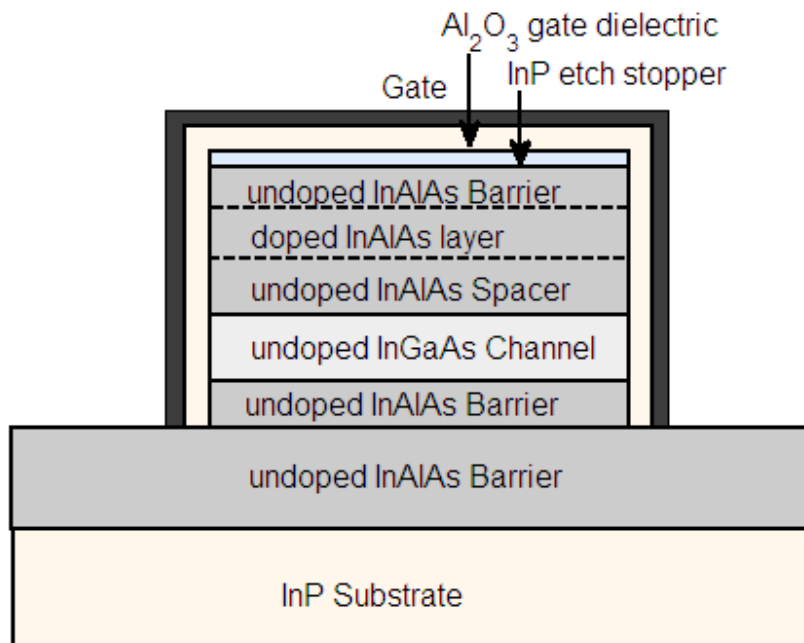 Al₂O₃ gate dielectric
InP etch stopper
Gate
undoped InAlAs Barrier
doped InAlAs layer
undoped InAlAs Spacer
undoped InGaAs Channel
undoped InAlAs Barrier
undoped InAlAs Barrier
InP Substrate